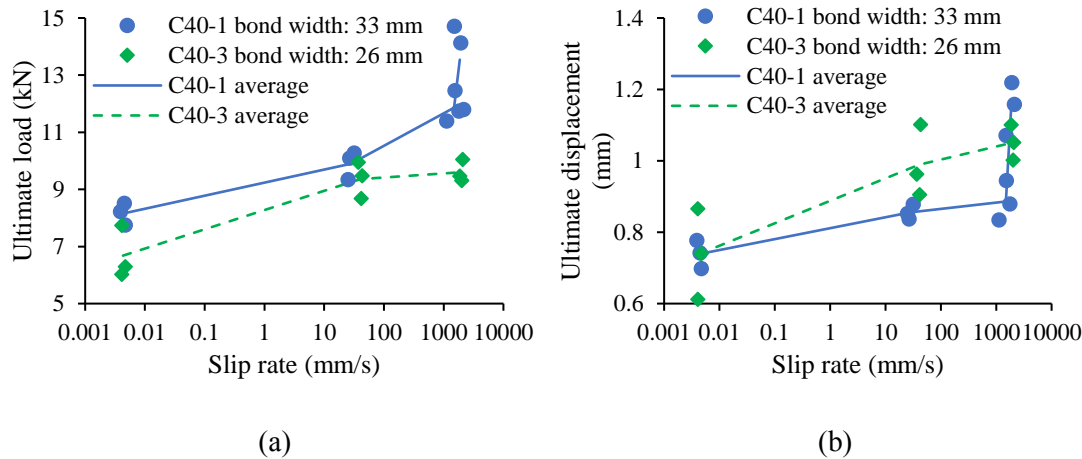 15
13
11
9
7
5
Ultimate load (kN)
C40-1 bond width: 33 mm
C40-3 bond width: 26 mm
C40-1 average
C40-3 average
0.001 0.01 0.1 1 10 100 1000 10000
Slip rate (mm/s)
(a)
1.4
1.2
1
0.8
0.6
Ultimate displacement
(mm)
C40-1 bond width: 33 mm
C40-3 bond width: 26 mm
C40-1 average
C40-3 average
0.001 0.01 0.1 1 10 100 1000 10000
Slip rate (mm/s)
(b)